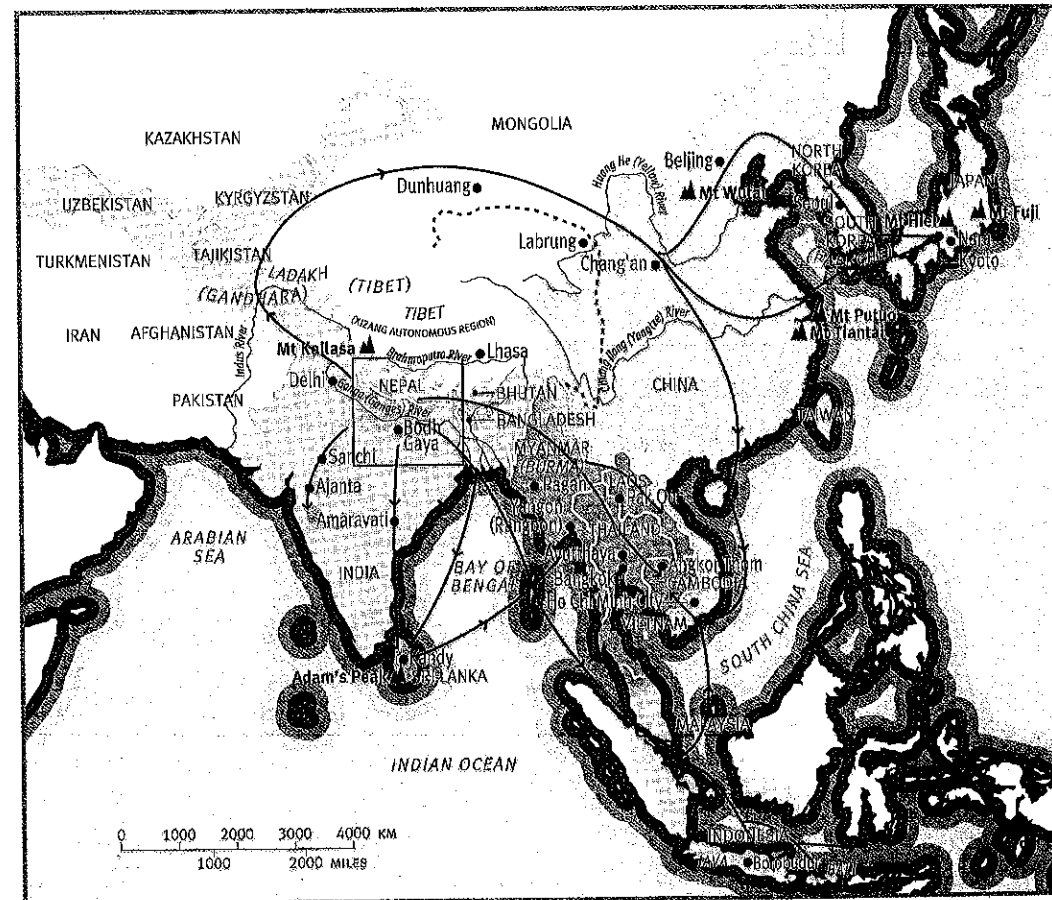 MONGOLIA
KAZAKHSTAN
Beijing
NORTH
KOREA
Huang He (Yellow) River
Dunhuang
KYRGYZSTAN
UZBEKISTAN
Mt Wutai
Seoul
JAPAN
Mt Fuji
SOUTH
KOREA
Mt Hiei
Nara
Kyoto
Labrung
Chang'an
TURKMENISTAN
TAJIKISTAN
LADAKH
(GANDHARA)
(TIBET)
TIBET
(XIZANG AUTONOMOUS REGION)
Mt Putuo
Mt Tiantai
IRAN
AFGHANISTAN
Indus River
Mt Kailasa
Brahmaputra River
Lhasa
(Yangtze) River
CHINA
Delhi
NEPAL
Ganga (Ganges) River
BHUTAN
BANGLADESH
PAKISTAN
TAIWAN
Bodh
Gaya
Sanchi
MYANMAR
(BURMA)
LAOS
Pagan
Pak Ou
Ajanta
(Rangoon)
THAILAND
Amaravati
ARABIAN
SEA
Ayutthaya
Angkor Thom
BAY OF
BENGAL
Bangkok
CAMBODIA
INDIA
Ho Chi Minh City
VIETNAM
SOUTH CHINA SEA
Kandy
Adam's Peak
SRI LANKA
MALAYSIA
INDIAN OCEAN
0 1000 2000 3000 4000 KM
1000 2000 MILES
INDONESIA
JAVA
Borobudur